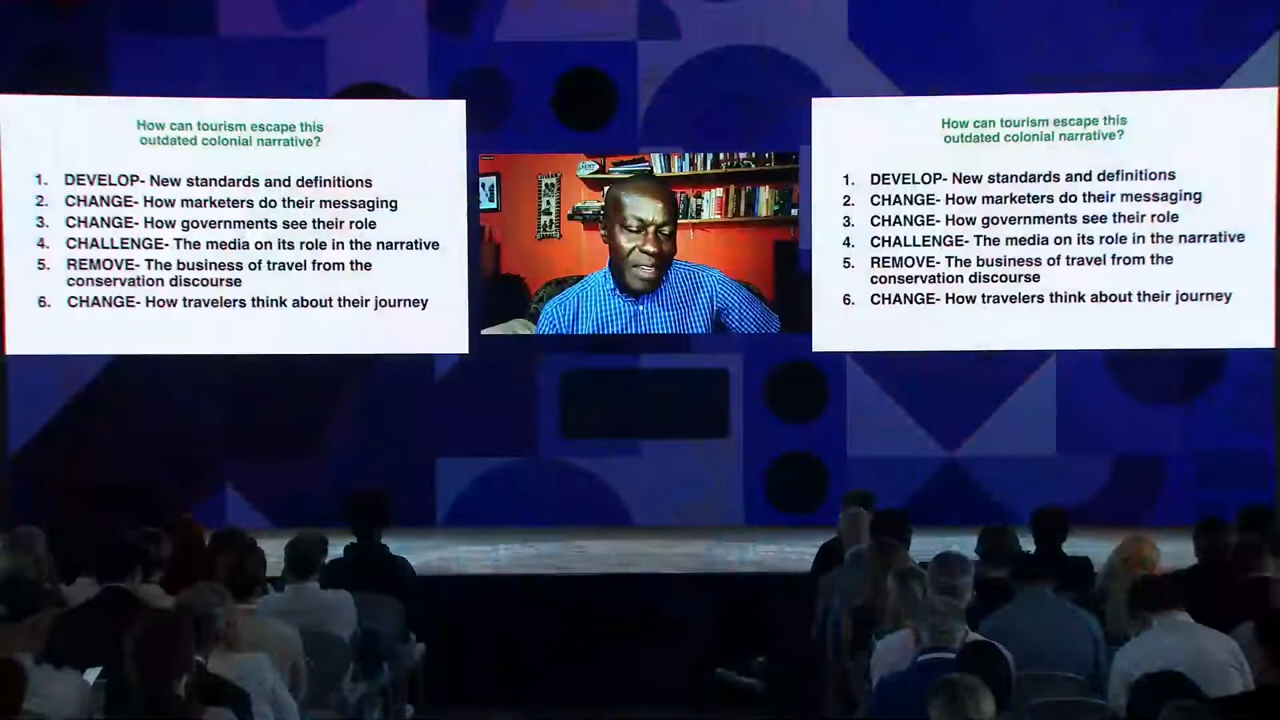 How can tourism escape this
outdated colonial narrative?
1. DEVELOP- New standards and definitions
2. CHANGE- How marketers do their messaging
3. CHANGE- How governments see their role
4. CHALLENGE- The media on its role in the narrative
5. REMOVE- The business of travel from the
conservation discourse
6. CHANGE- How travelers think about their journey
How can tourism escape this
outdated colonial narrative?
1. DEVELOP- New standards and definitions
2. CHANGE- How marketers do their messaging
3. CHANGE- How governments see their role
4. CHALLENGE- The media on its role in the narrative
5. REMOVE- The business of travel from the
conservation discourse
6. CHANGE- How travelers think about their journey